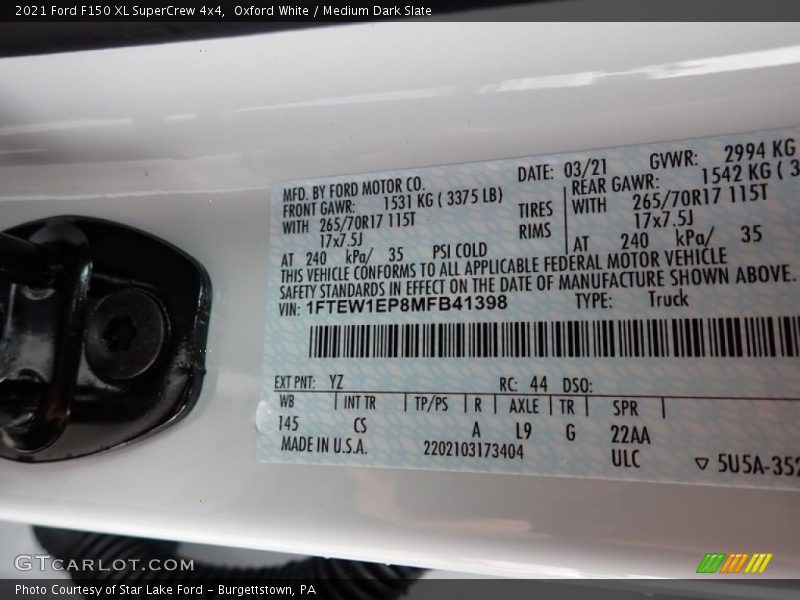 2021 Ford F150 XL SuperCrew 4x4,  Oxford White / Medium Dark Slate
MFD. BY FORD MOTOR CO. DATE: 03/21 GVWR: 2994 KG
FRONT GAWR: 1531 KG ( 3375 LB) REAR GAWR: 1542 KG ( 3
WITH 265/70R17 115T TIRES WITH 265/70R17 115T
17x7.5J RIMS 17x7.5J
AT 240 kPa/ 35 PSI COLD AT 240 kPa/ 35
THIS VEHICLE CONFORMS TO ALL APPLICABLE FEDERAL MOTOR VEHICLE
SAFETY STANDARDS IN EFFECT ON THE DATE OF MANUFACTURE SHOWN ABOVE.
VIN: 1FTEW1EP8MFB41398 TYPE: Truck
EXT PNT: YZ RC: 44 DSO:
WB INT TR TP/PS R AXLE TR SPR
145 CS A L9 G 22AA
MADE IN U.S.A. 2202103173404 ULC ▽ 5U5A-352
GTCARLOT.COM
Photo Courtesy of Star Lake Ford – Burgettstown, PA